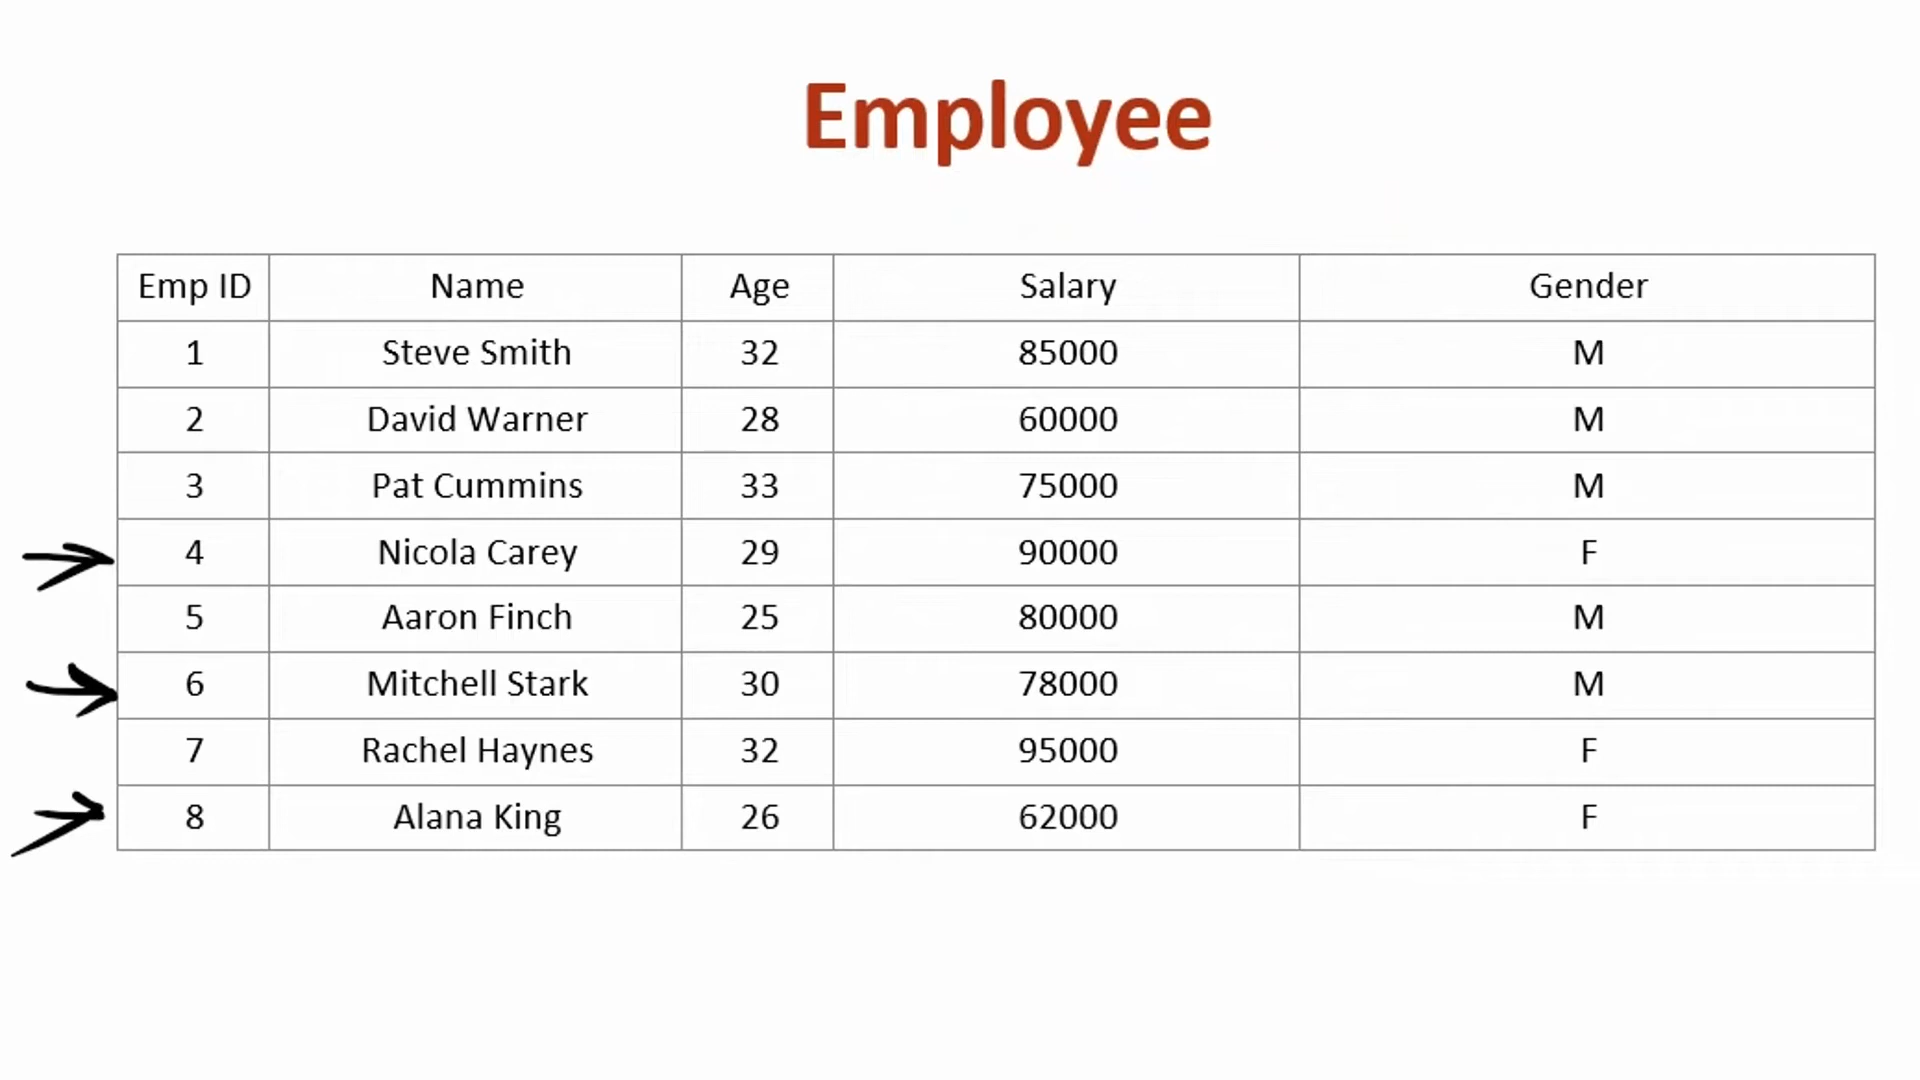 Employee
Emp ID Name Age Salary Gender
1 Steve Smith 32 85000 M
2 David Warner 28 60000 M
3 Pat Cummins 33 75000 M
4 Nicola Carey 29 90000 F
5 Aaron Finch 25 80000 M
6 Mitchell Stark 30 78000 M
7 Rachel Haynes 32 95000 F
8 Alana King 26 62000 F